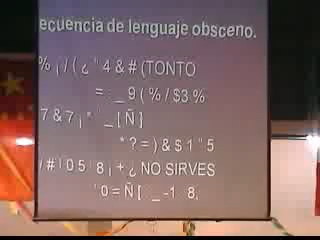 ecuencia de lenguaje obsceno.
% ¡ / ( ¿ " 4 & # ( TONTO
= : _ 9 ( % / $3 %
7 & 7 ¡ * _ [ Ñ ]
* ? = ) & $ 1 " 5
/ # ! 0 5 ' 8 ¡ + ¿ NO SIRVES
" 0 = Ñ [ _ -1 8,